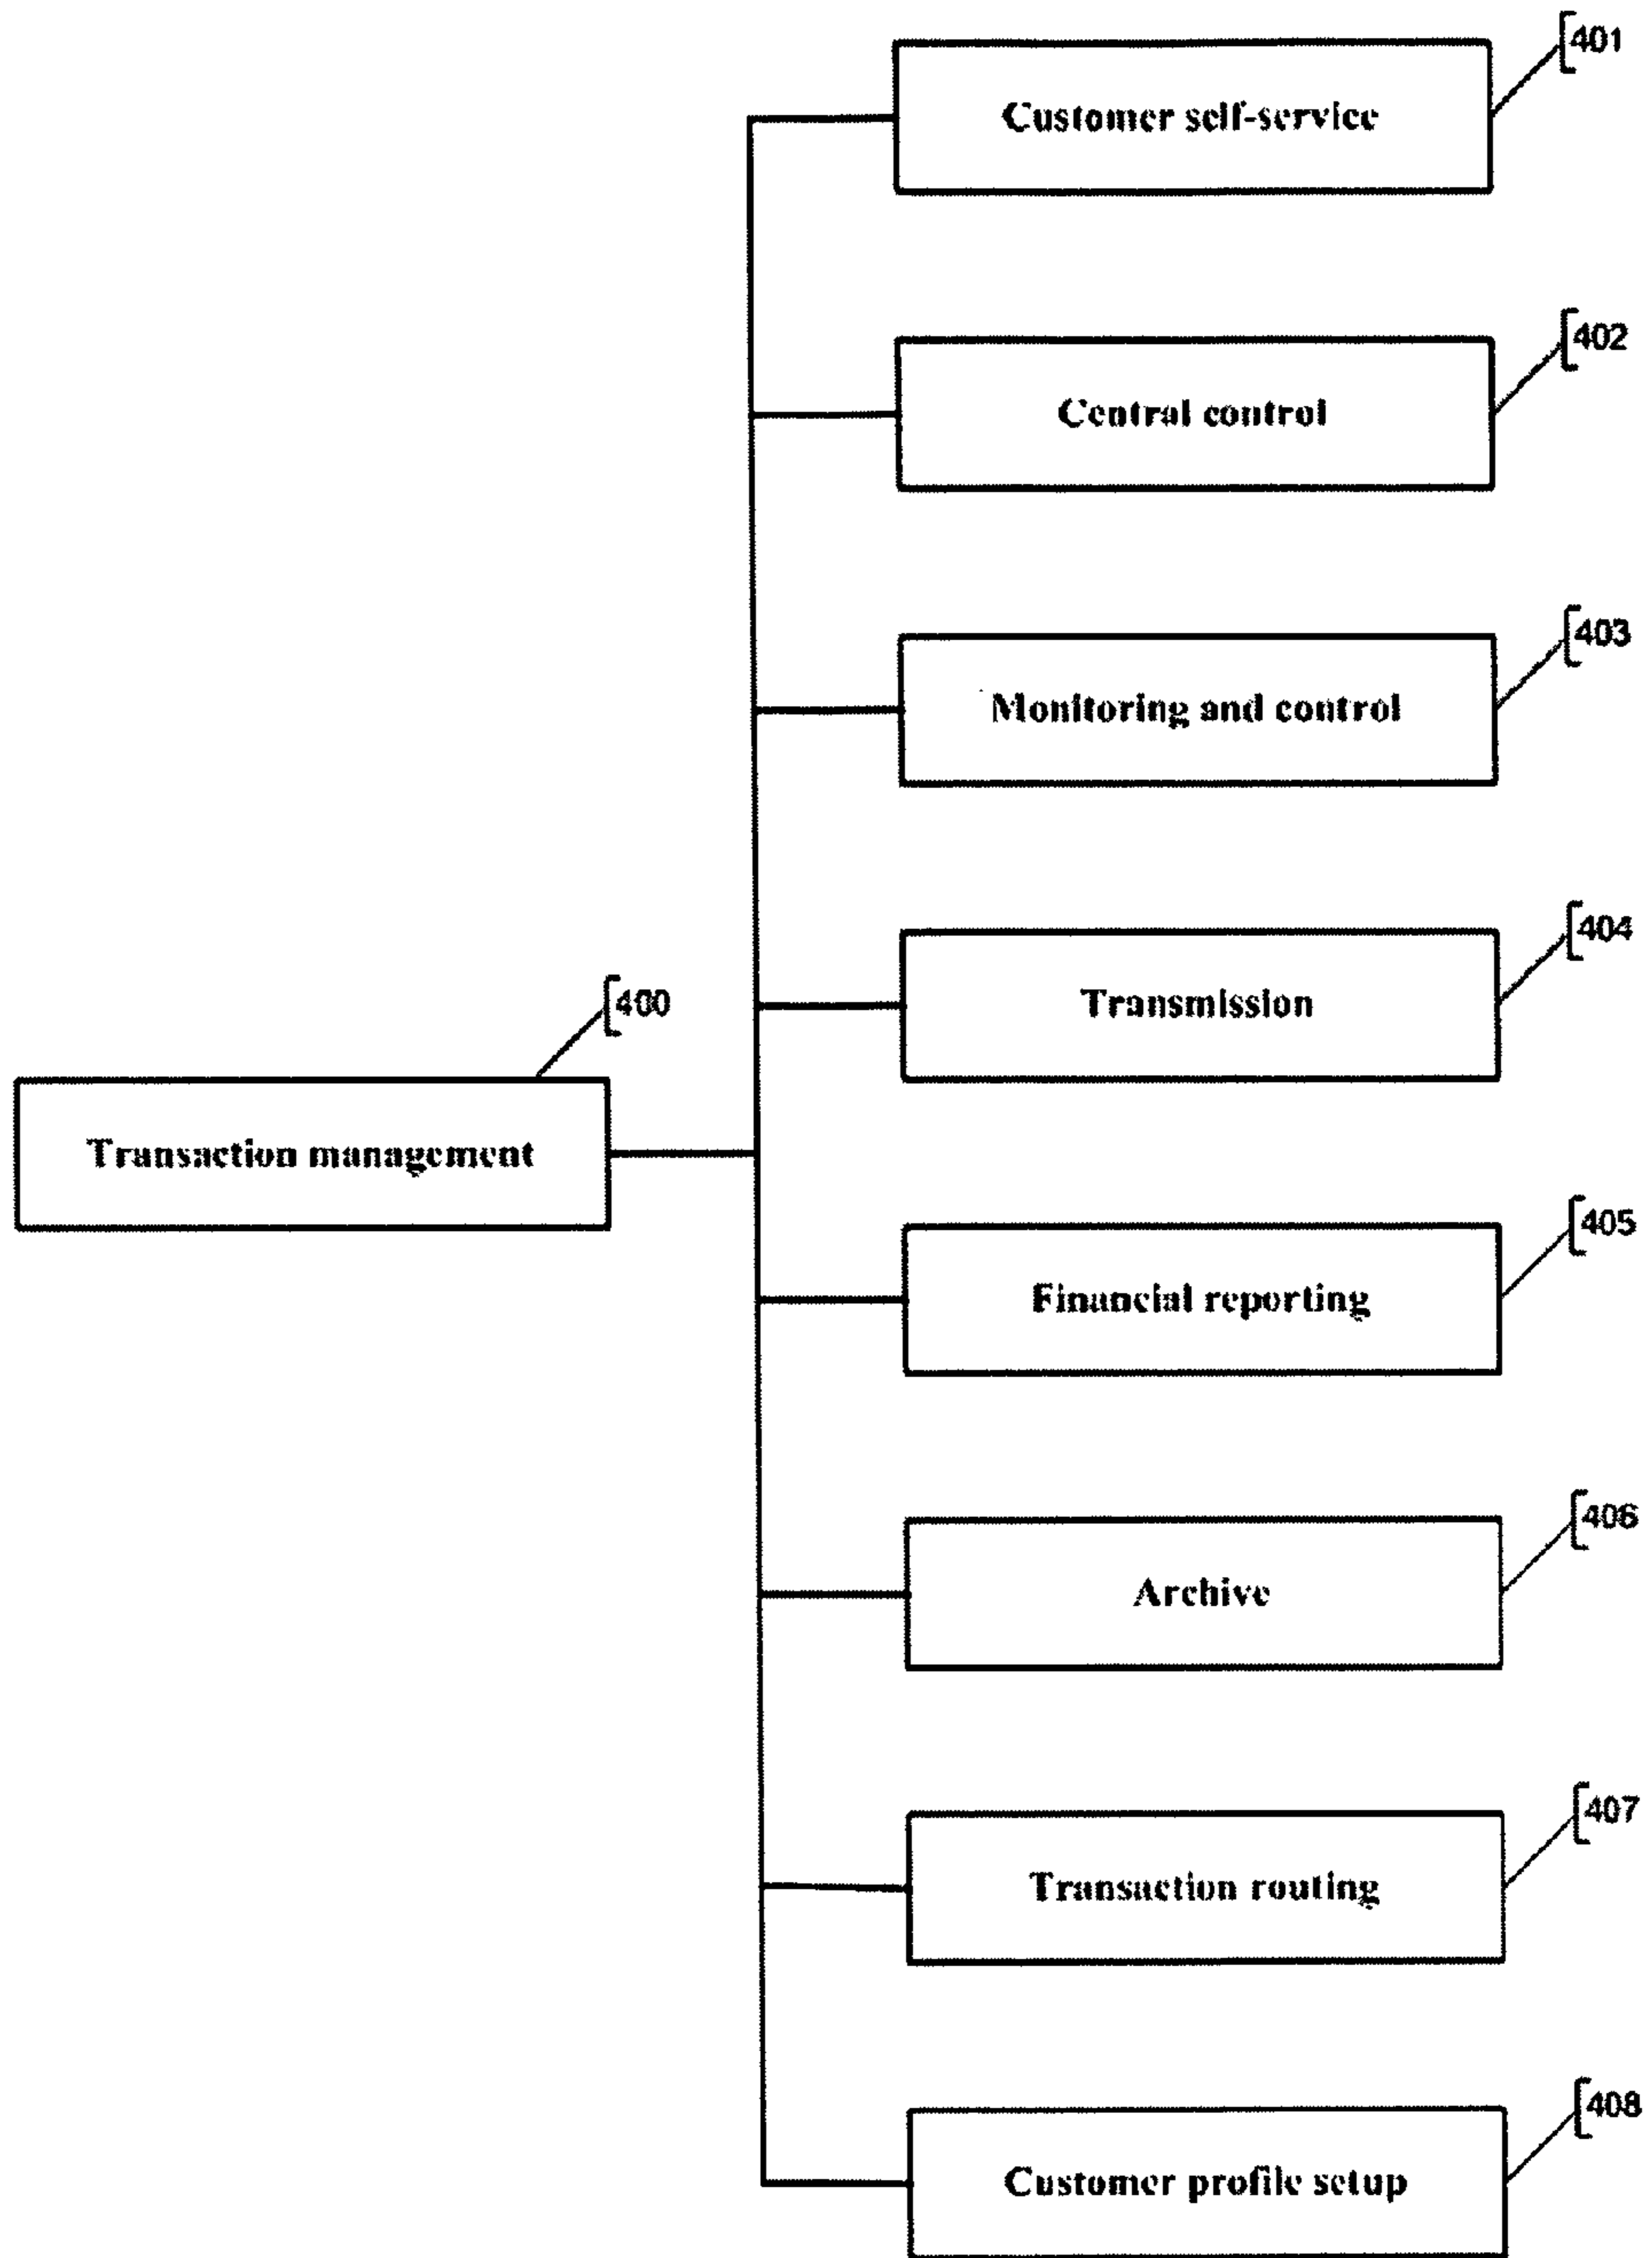 401
Customer self-service
402
Central control
403
Monitoring and control
404
Transmission
400
Transaction management
405
Financial reporting
406
Archive
407
Transaction routing
408
Customer profile setup